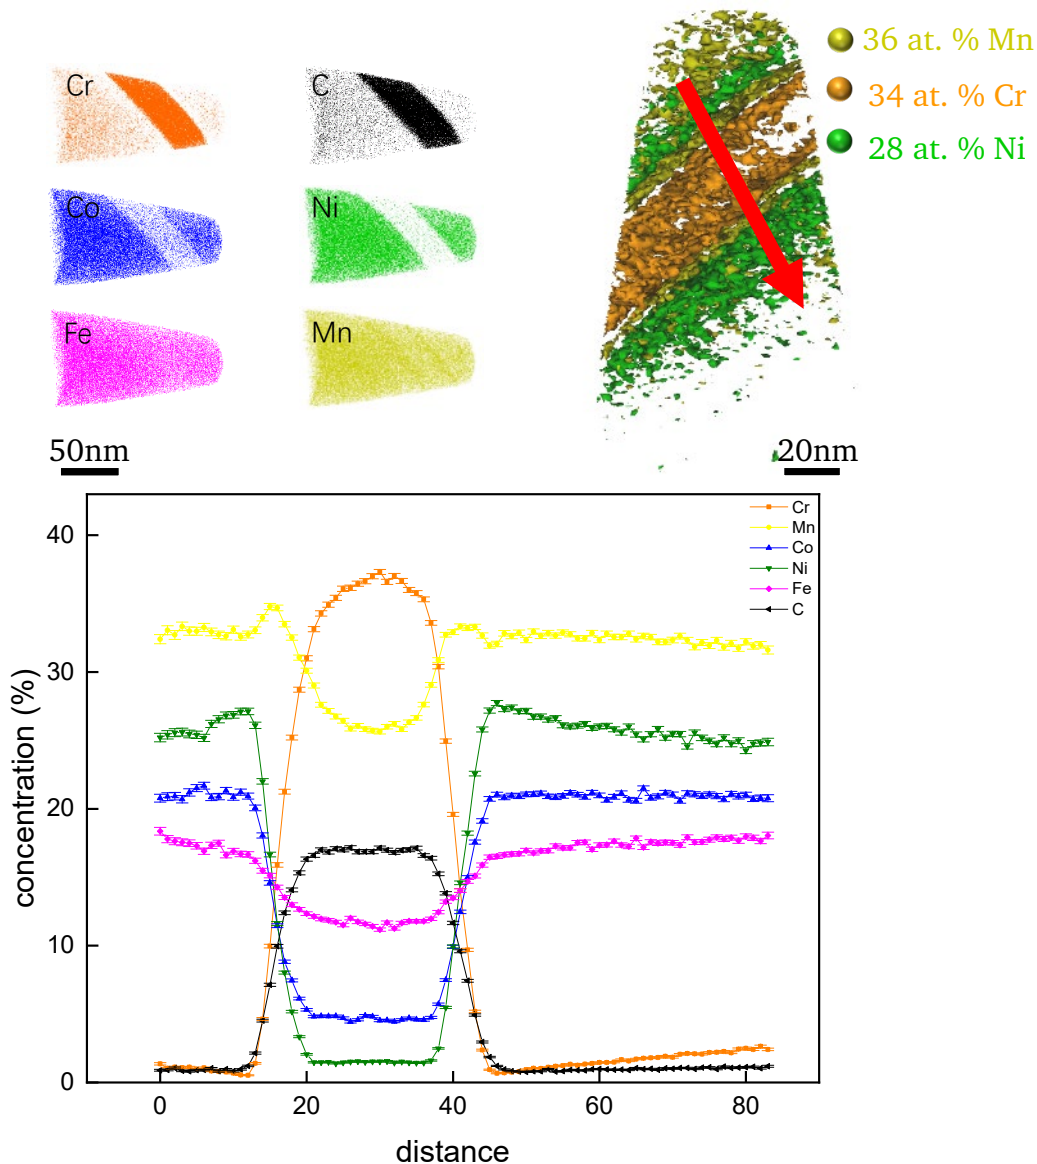 Cr
C
36 at. % Mn
34 at. % Cr
28 at. % Ni
Co
Ni
Fe
Mn
50nm
20nm
Cr
Mn
Co
Ni
Fe
C
40
30
20
10
0
concentration (%)
0
20
40
60
80
distance